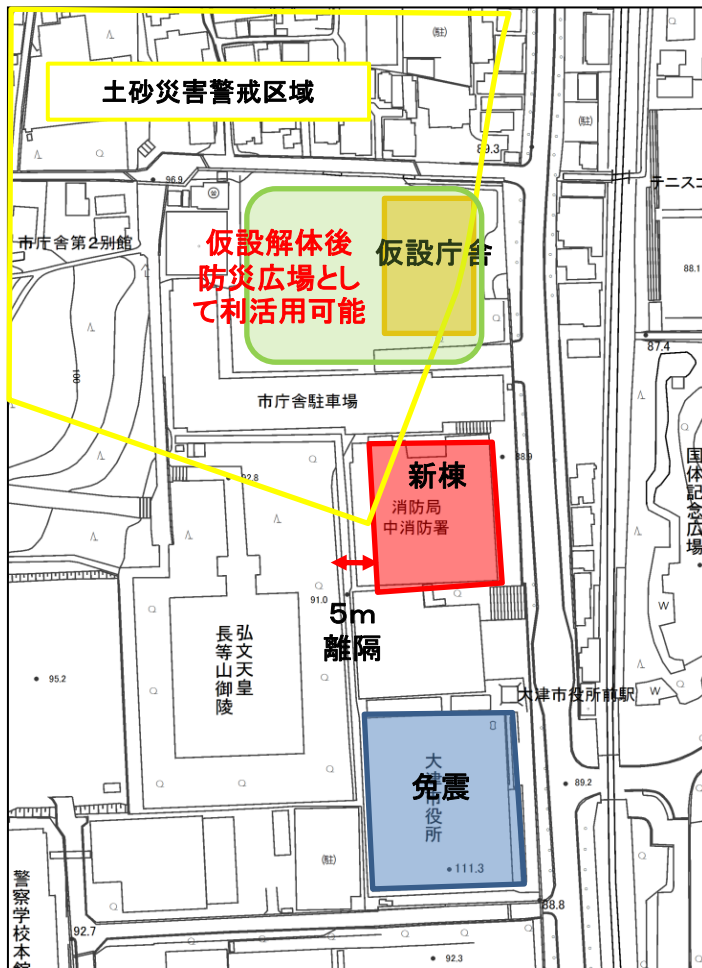 (駐)
土砂災害警戒区域
(駐)
89.3
96.9
テニスコ
市庁舎第2別館
仮設解体後
防災広場とし
て利活用可能
仮設庁舎
88.1
87.4
100
市庁舎駐車場
新棟
88.9
92.8
消防局
中消防署
国体記念広場
91.0
5m
離隔
W
弘文天皇
長等山御陵
95.2
大津市役所前駅
W
8
大津市役所
免震
89.2
(駐)
111.3
警察学校本館
88.8
92.7
92.3